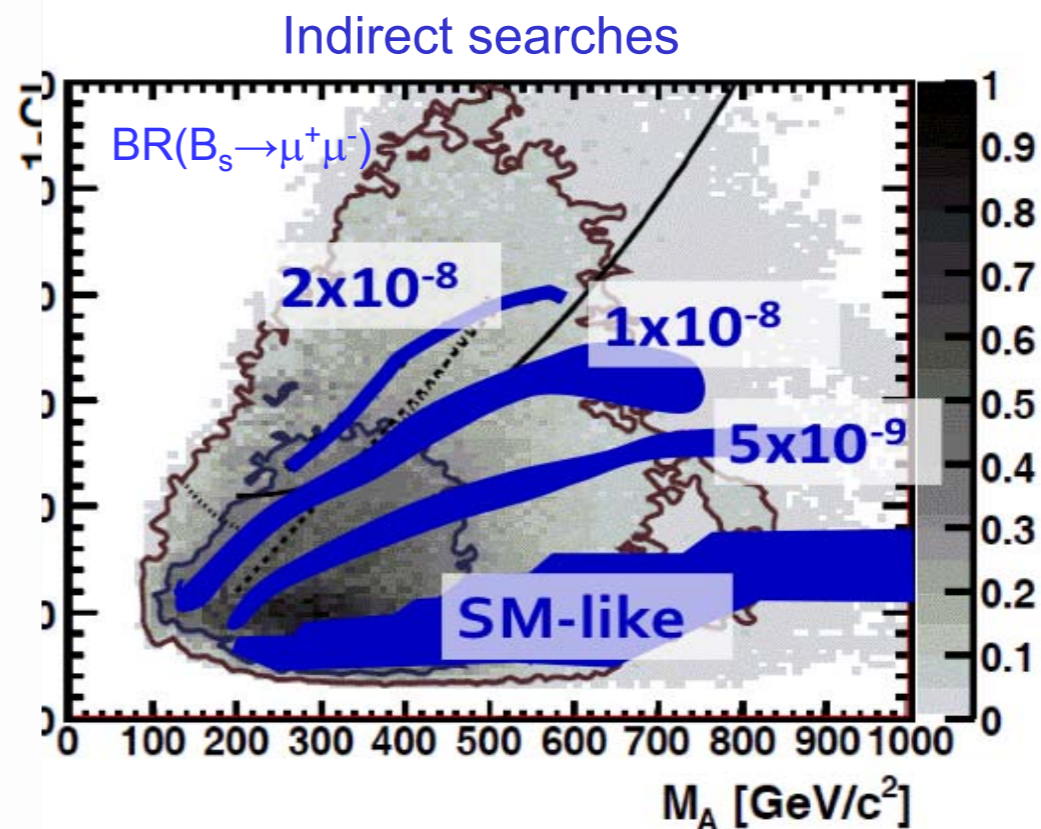 Indirect searches
BR(Bₛ→μ⁺μ⁻)
2x10⁻⁸
1x10⁻⁸
5x10⁻⁹
SM-like
1
0.9
0.8
0.7
0.6
0.5
0.4
0.3
0.2
0.1
0
0 100 200 300 400 500 600 700 800 900 1000
M_A [GeV/c²]